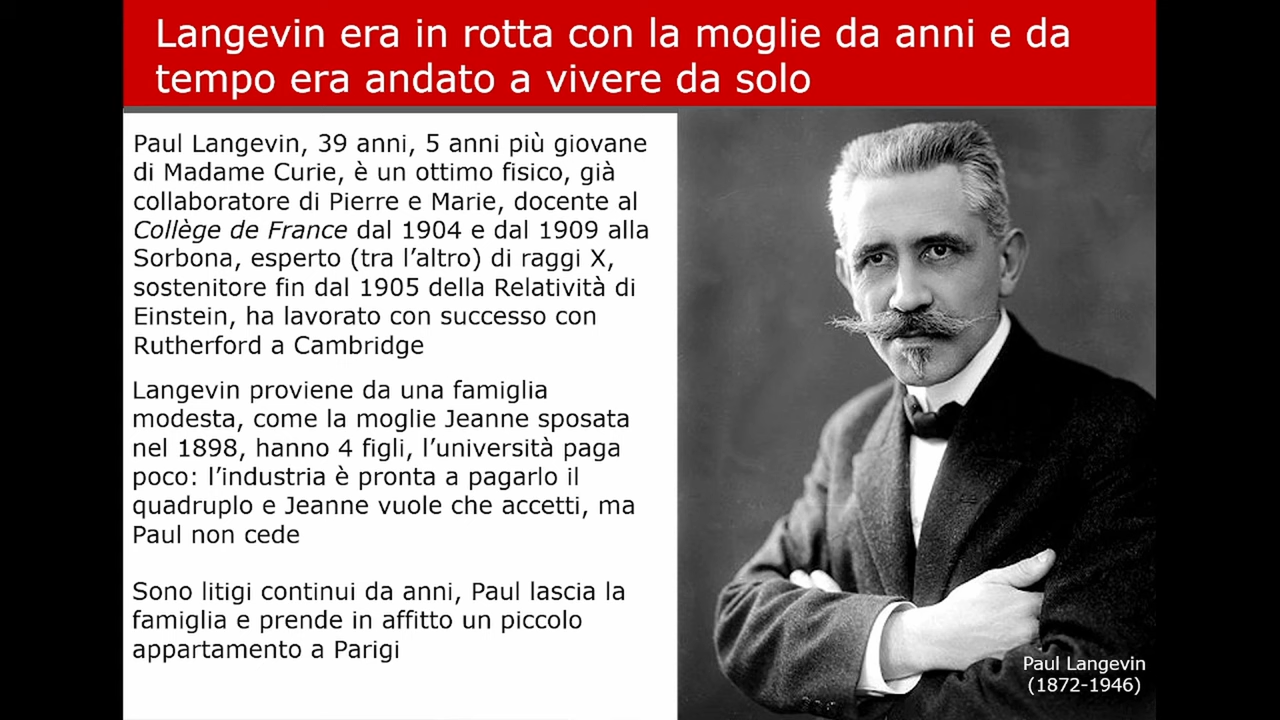 Langevin era in rotta con la moglie da anni e da
tempo era andato a vivere da solo
Paul Langevin, 39 anni, 5 anni più giovane
di Madame Curie, è un ottimo fisico, già
collaboratore di Pierre e Marie, docente al
Collège de France dal 1904 e dal 1909 alla
Sorbona, esperto (tra l'altro) di raggi X,
sostenitore fin dal 1905 della Relatività di
Einstein, ha lavorato con successo con
Rutherford a Cambridge
Langevin proviene da una famiglia
modesta, come la moglie Jeanne sposata
nel 1898, hanno 4 figli, l'università paga
poco: l'industria è pronta a pagarlo il
quadruplo e Jeanne vuole che accetti, ma
Paul non cede
Sono litigi continui da anni, Paul lascia la
famiglia e prende in affitto un piccolo
appartamento a Parigi
Paul Langevin
(1872-1946)